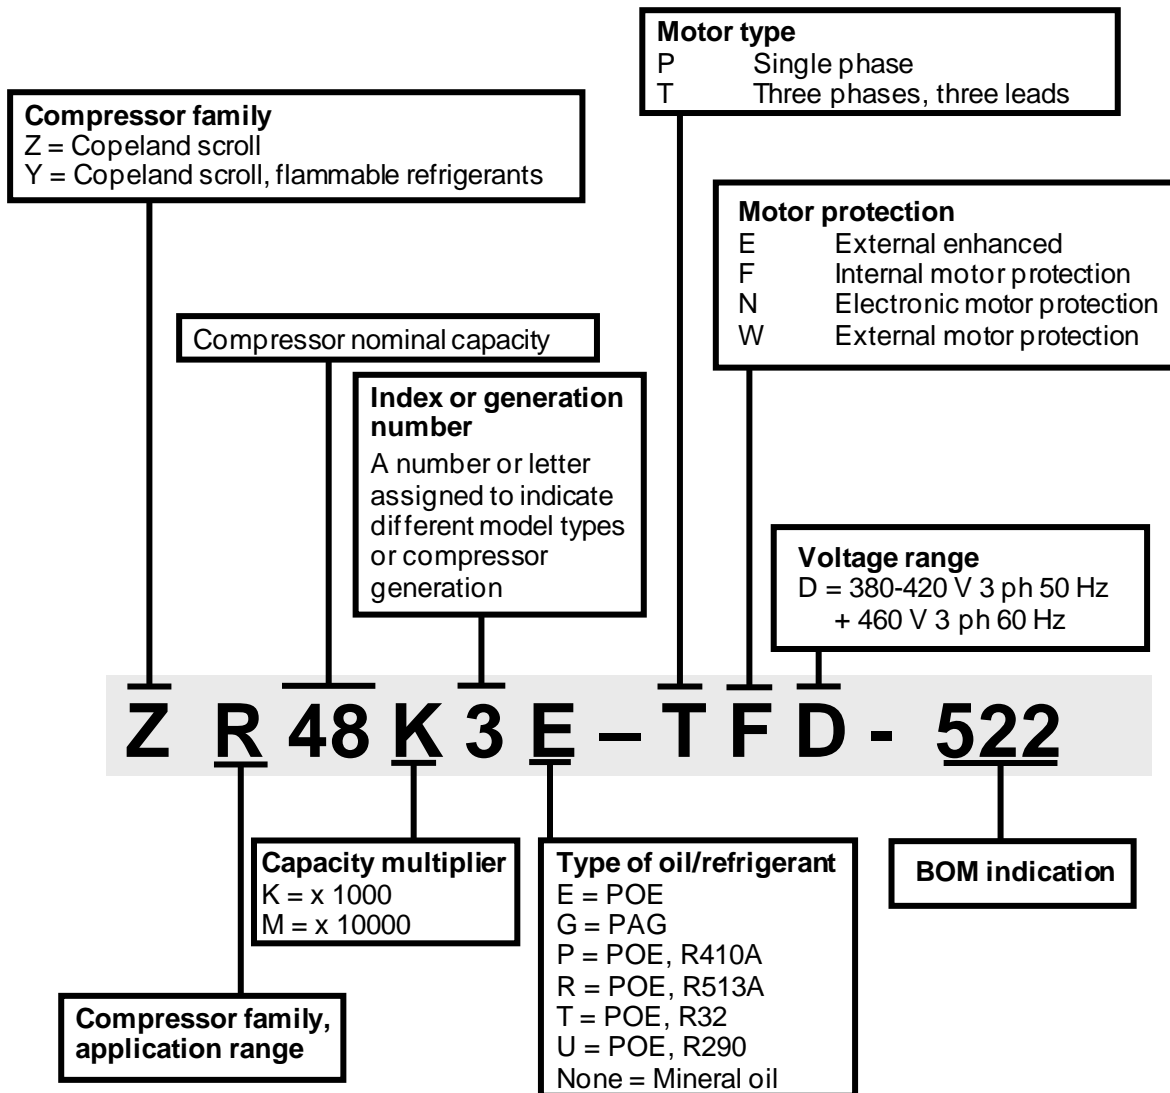 Motor type
P Single phase
T Three phases, three leads
Compressor family
Z = Copeland scroll
Y = Copeland scroll, flammable refrigerants
Motor protection
E External enhanced
F Internal motor protection
N Electronic motor protection
W External motor protection
Compressor nominal capacity
Index or generation
number
A number or letter
assigned to indicate
different model types
or compressor
generation
Voltage range
D = 380-420 V 3 ph 50 Hz
+ 460 V 3 ph 60 Hz
Z R 48 K 3 E – T F D - 522
Capacity multiplier
K = x 1000
M = x 10000
Type of oil/refrigerant
E = POE
G = PAG
P = POE, R410A
R = POE, R513A
T = POE, R32
U = POE, R290
None = Mineral oil
BOM indication
Compressor family,
application range